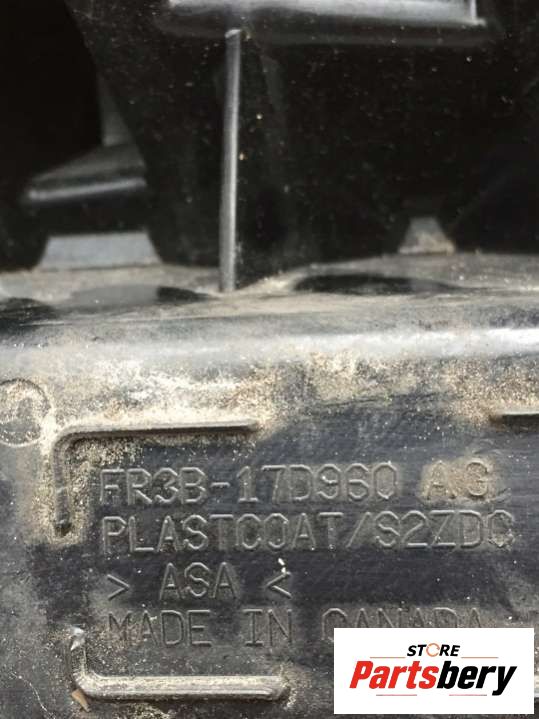 FR3B-17D960 AG
PLASTCOAT/S2ZDC
> ASA <
MADE IN CANADA
STORE
Partsbery